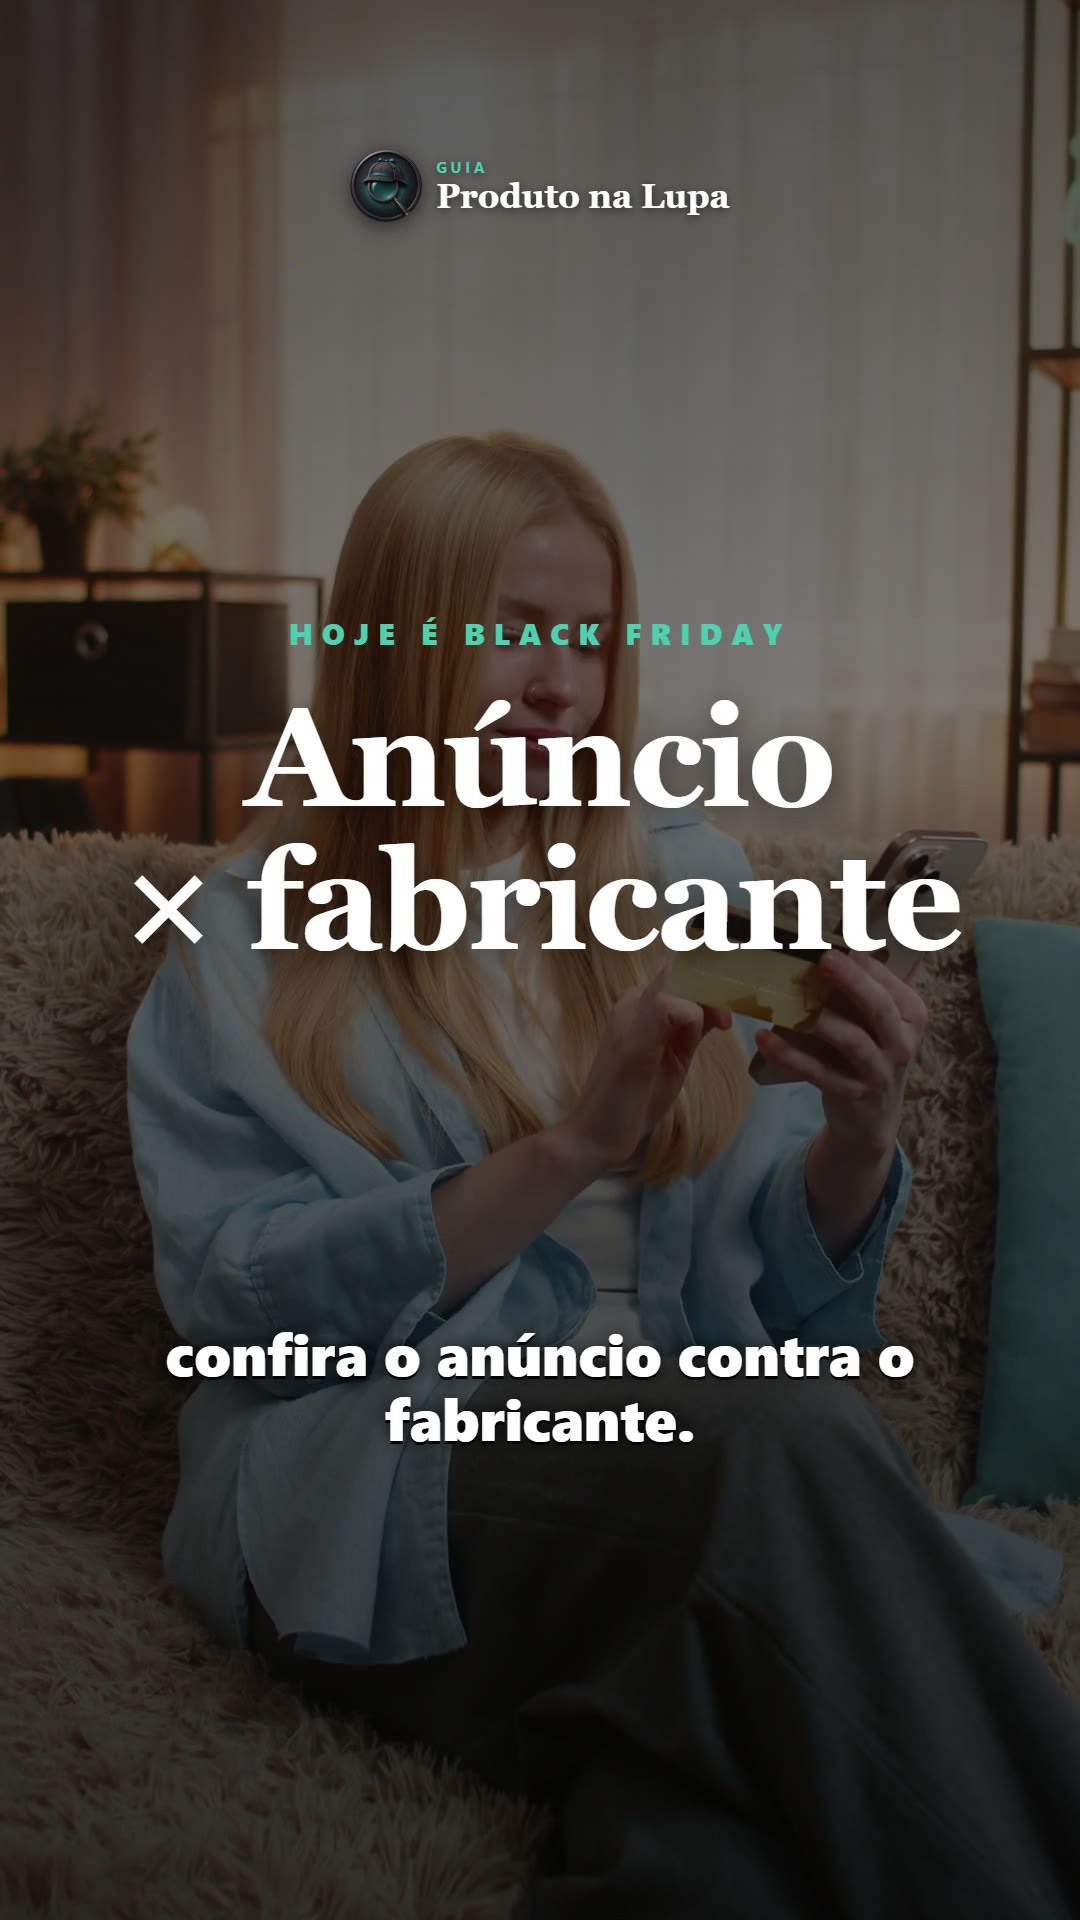 GUIA
Produto na Lupa
HOJE É BLACK FRIDAY
Anúncio
× fabricante
confira o anúncio contra o
fabricante.